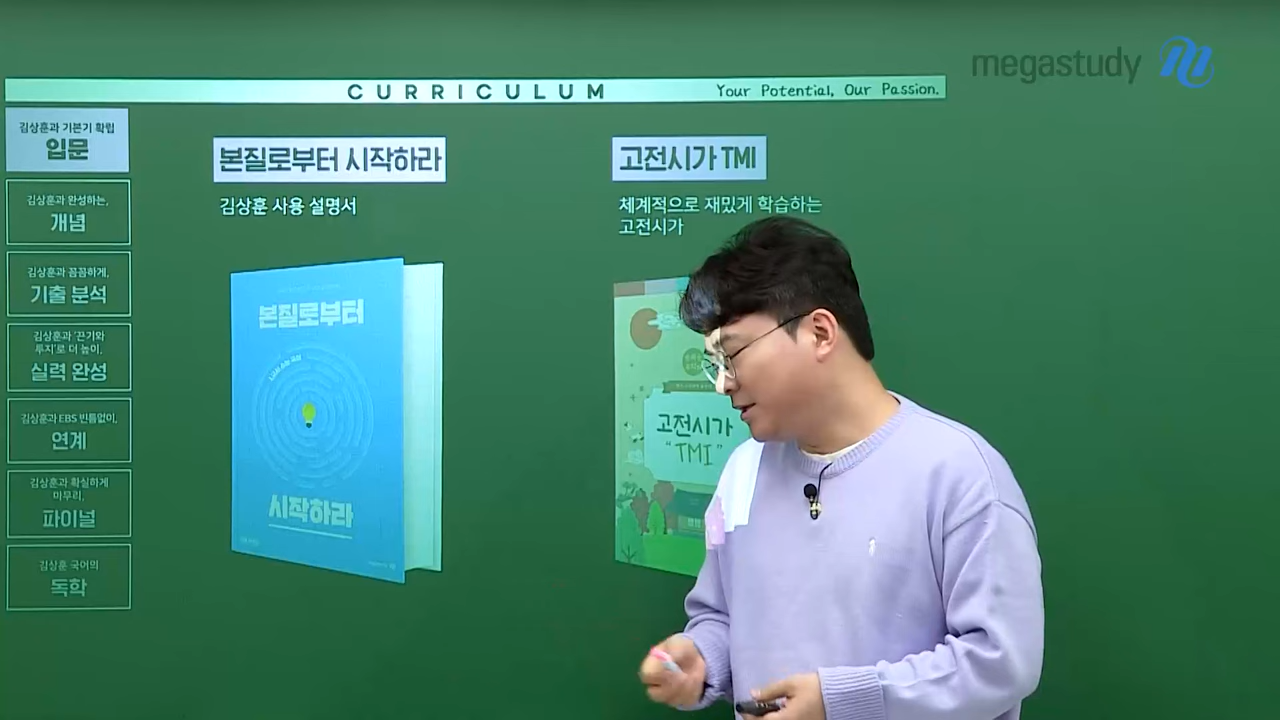 megastudy
CURRICULUM
Your Potential, Our Passion.
김상훈과 기본기 확립
입문
김상훈과 완성하는,
개념
김상훈과 꼼꼼하게,
기출 분석
김상훈과 '끈기와
투지'로 더 높이,
실력 완성
김상훈과 EBS 빈틈없이,
연계
김상훈과 확실하게
마무리,
파이널
김상훈 국어의
독학
본질로부터 시작하라
김상훈 사용 설명서
본질로부터
시작하라
고전시가 TMI
체계적으로 재밌게 학습하는
고전시가
고전시가
"TMI"